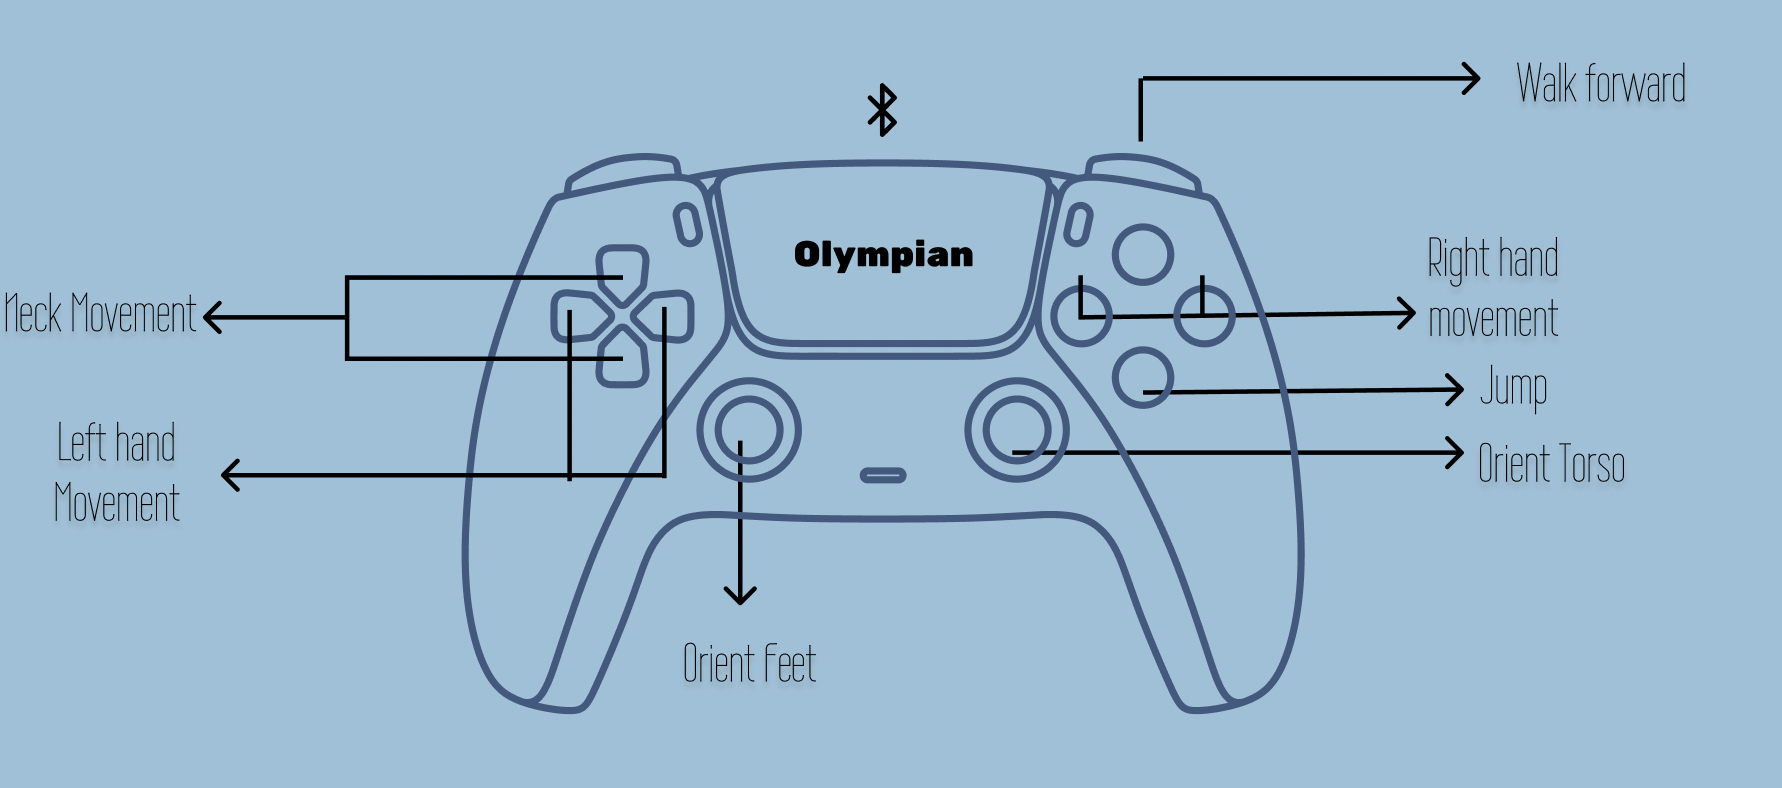 Walk forward
Olympian
Right hand
movement
Neck Movement
Jump
Left hand
Movement
Orient Torso
Orient Feet